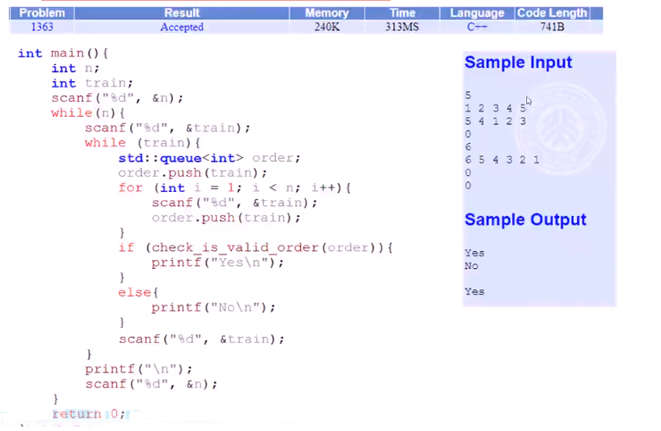 Problem Result Memory Time Language Code Length
1363 Accepted 240K 313MS C++ 741B
int main(){
    int n;
    int train;
    scanf("%d", &n);
    while(n){
        scanf("%d", &train);
        while (train){
            std::queue<int> order;
            order.push(train);
            for (int i = 1; i < n; i++){
                scanf("%d", &train);
                order.push(train);
            }
            if (check_is_valid_order(order)){
                printf("Yes\n");
            }
            else{
                printf("No\n");
            }
            scanf("%d", &train);
        }
        printf("\n");
        scanf("%d", &n);
    }
    return 0;
Sample Input
5
1 2 3 4 5
5 4 1 2 3
0
6
6 5 4 3 2 1
0
0
Sample Output
Yes
No
Yes